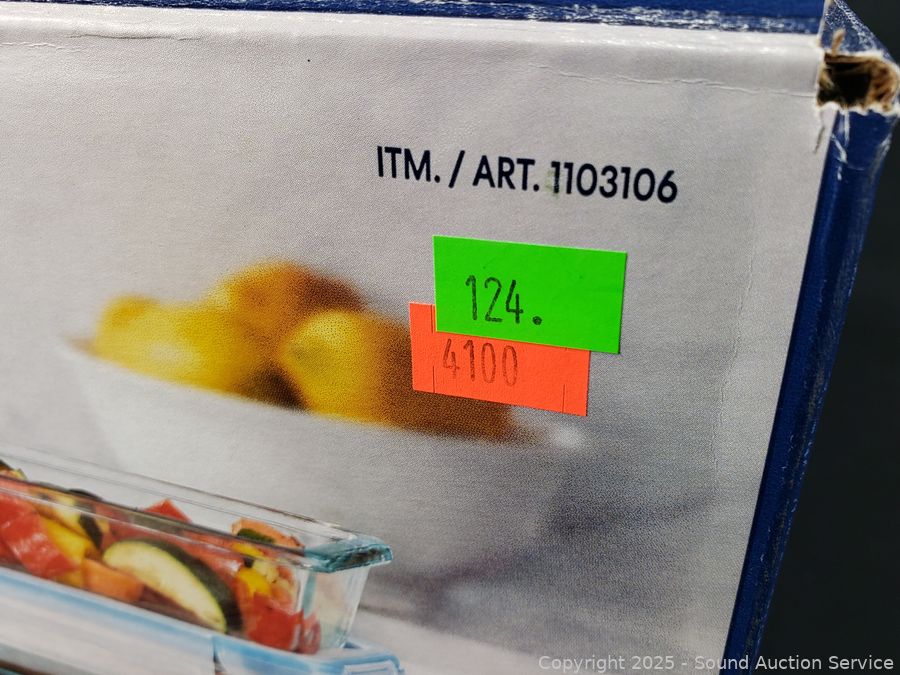 ITM. / ART. 1103106
124.
4100
Copyright 2025 - Sound Auction Service